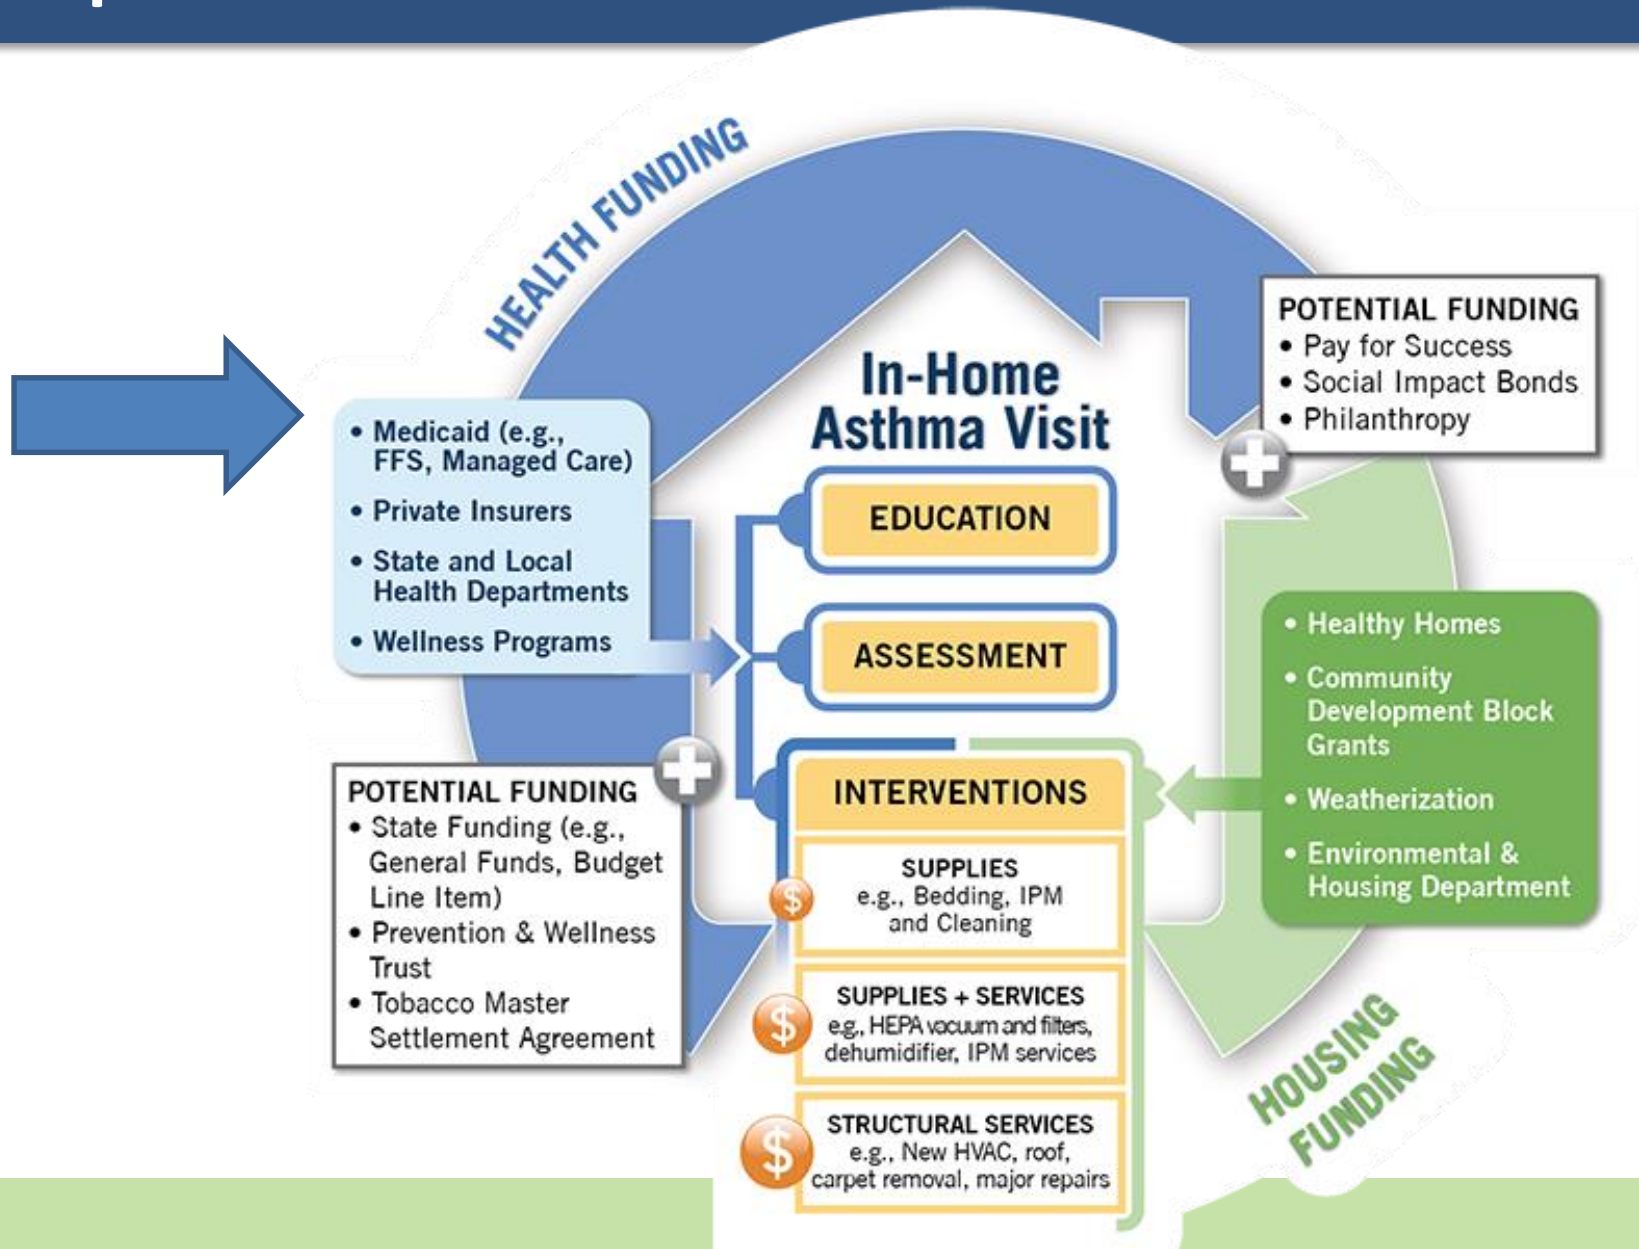 HEALTH FUNDING
POTENTIAL FUNDING
• Pay for Success
• Social Impact Bonds
• Philanthropy
In-Home
Asthma Visit
• Medicaid (e.g.,
FFS, Managed Care)
• Private Insurers
• State and Local
Health Departments
• Wellness Programs
EDUCATION
ASSESSMENT
• Healthy Homes
• Community
Development Block
Grants
• Weatherization
• Environmental &
Housing Department
POTENTIAL FUNDING
• State Funding (e.g.,
General Funds, Budget
Line Item)
• Prevention & Wellness
Trust
• Tobacco Master
Settlement Agreement
INTERVENTIONS
SUPPLIES
e.g., Bedding, IPM
and Cleaning
$
SUPPLIES + SERVICES
e.g., HEPA vacuum and filters,
dehumidifier, IPM services
$
STRUCTURAL SERVICES
e.g., New HVAC, roof,
carpet removal, major repairs
$
HOUSING
FUNDING